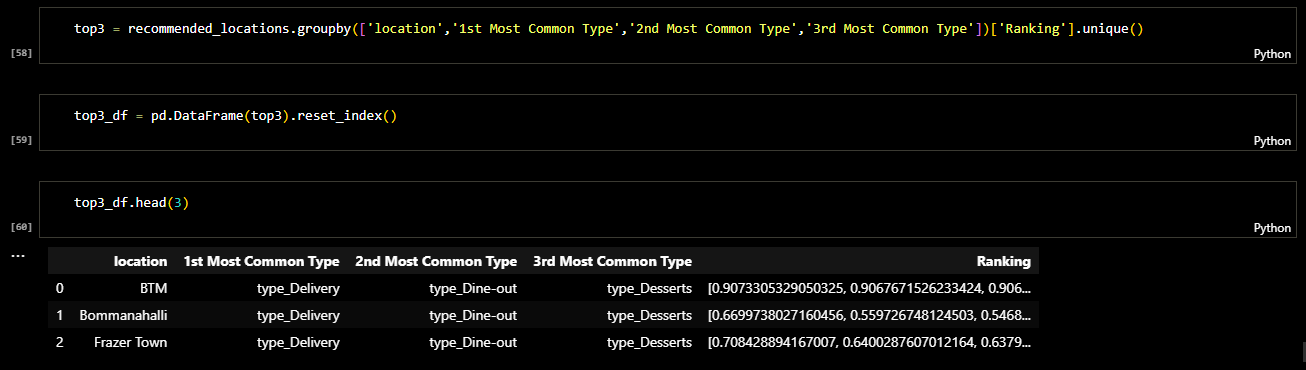 top3 = recommended_locations.groupby(['location','1st Most Common Type','2nd Most Common Type','3rd Most Common Type'])['Ranking'].unique()
[58]
Python
top3_df = pd.DataFrame(top3).reset_index()
[59]
Python
top3_df.head(3)
[60]
Python
...
location 1st Most Common Type 2nd Most Common Type 3rd Most Common Type Ranking
0 BTM type_Delivery type_Dine-out type_Desserts [0.9073305329050325, 0.9067671526233424, 0.906...
1 Bommanahalli type_Delivery type_Dine-out type_Desserts [0.6699738027160456, 0.559726748124503, 0.5468...
2 Frazer Town type_Delivery type_Dine-out type_Desserts [0.708428894167007, 0.6400287607012164, 0.6379...